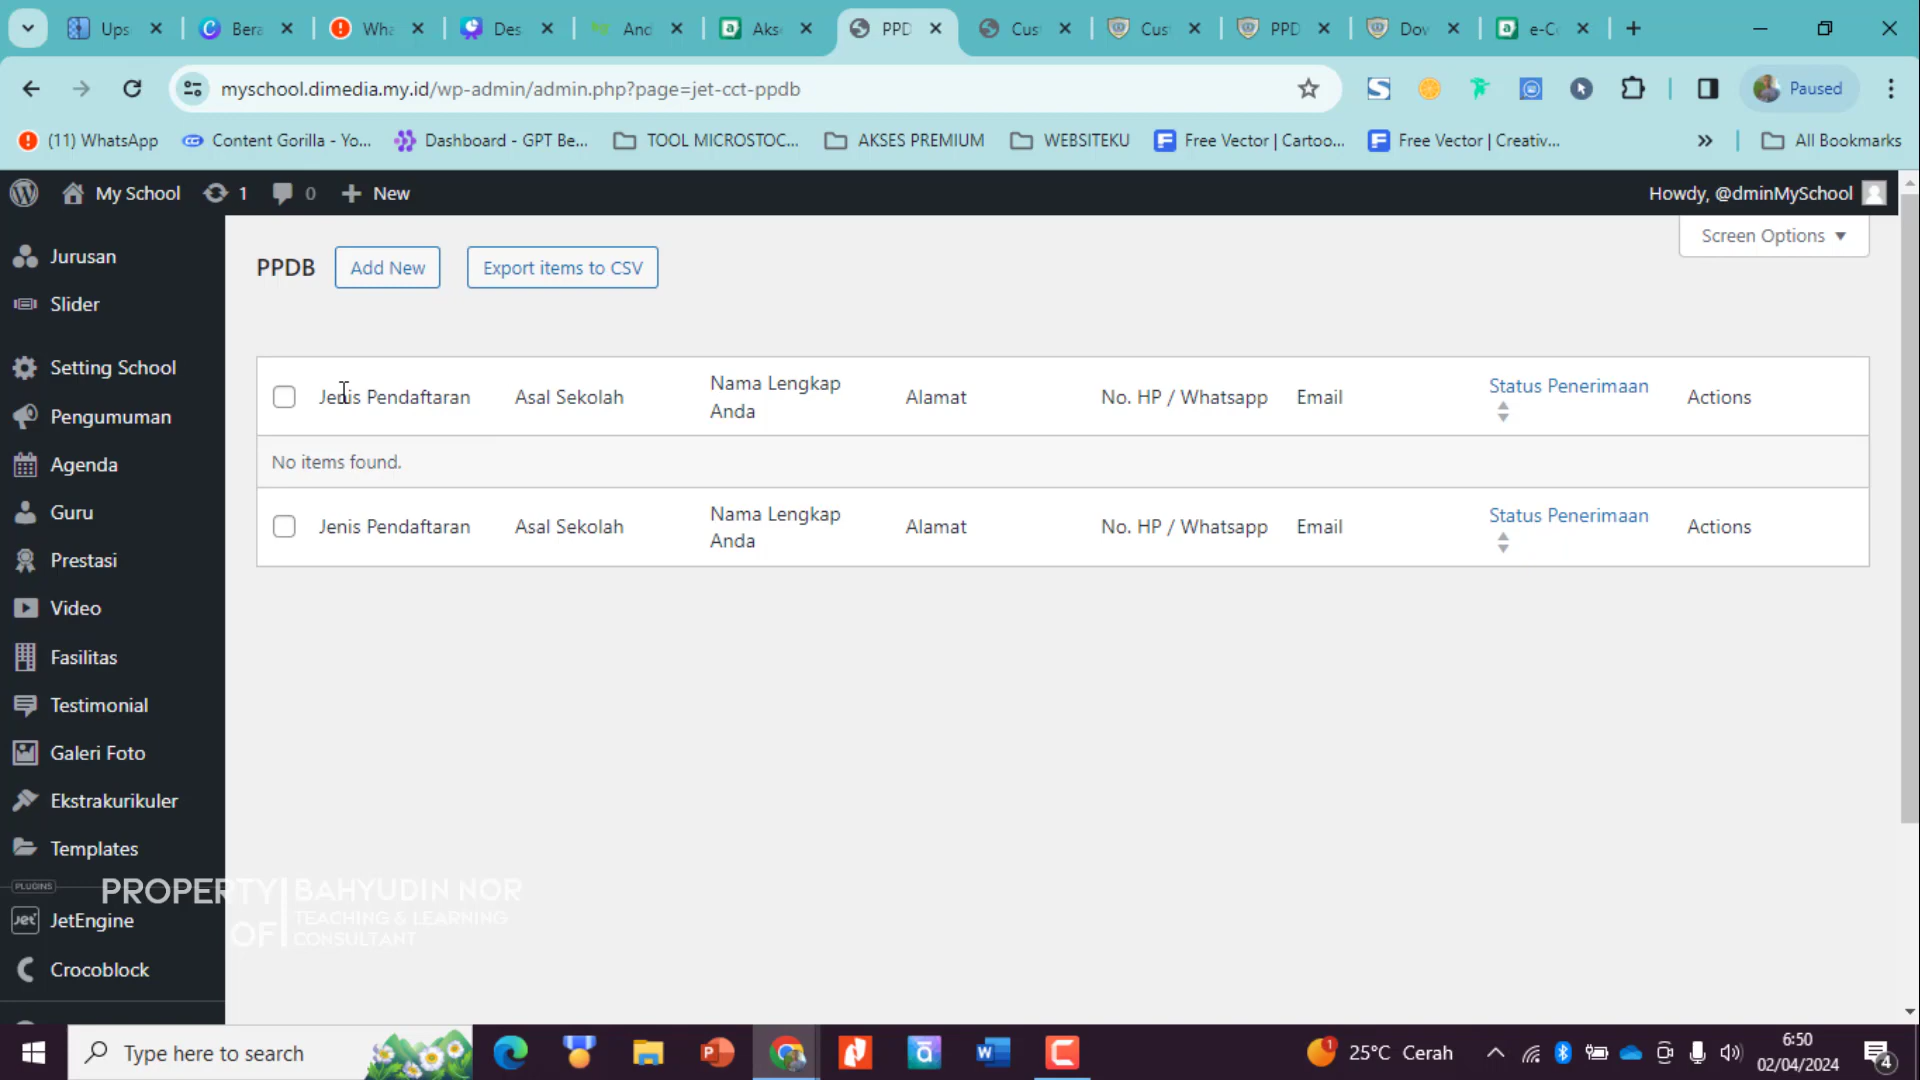 Ups
Bera
Wha
Des
And
Aks
PPD
Cus
Cus
PPD
Dov
e-C
myschool.dimedia.my.id/wp-admin/admin.php?page=jet-cct-ppdb
Paused
(11) WhatsApp
Content Gorilla - Yo...
Dashboard - GPT Be...
TOOL MICROSTOC...
AKSES PREMIUM
WEBSITEKU
Free Vector | Cartoo...
Free Vector | Creativ...
All Bookmarks
My School
1
0
New
Howdy, @dminMySchool
Screen Options
Jurusan
Slider
Setting School
Pengumuman
Agenda
Guru
Prestasi
Video
Fasilitas
Testimonial
Galeri Foto
Ekstrakurikuler
Templates
PLUGINS
JetEngine
Crocoblock
PPDB
Add New
Export items to CSV
Jenis Pendaftaran
Asal Sekolah
Nama Lengkap
Anda
Alamat
No. HP / Whatsapp
Email
Status Penerimaan
Actions
No items found.
Jenis Pendaftaran
Asal Sekolah
Nama Lengkap
Anda
Alamat
No. HP / Whatsapp
Email
Status Penerimaan
Actions
PROPERTY
OF
BAHYUDIN NOR
TEACHING & LEARNING
CONSULTANT
Type here to search
1
25°C Cerah
6:50
02/04/2024
4